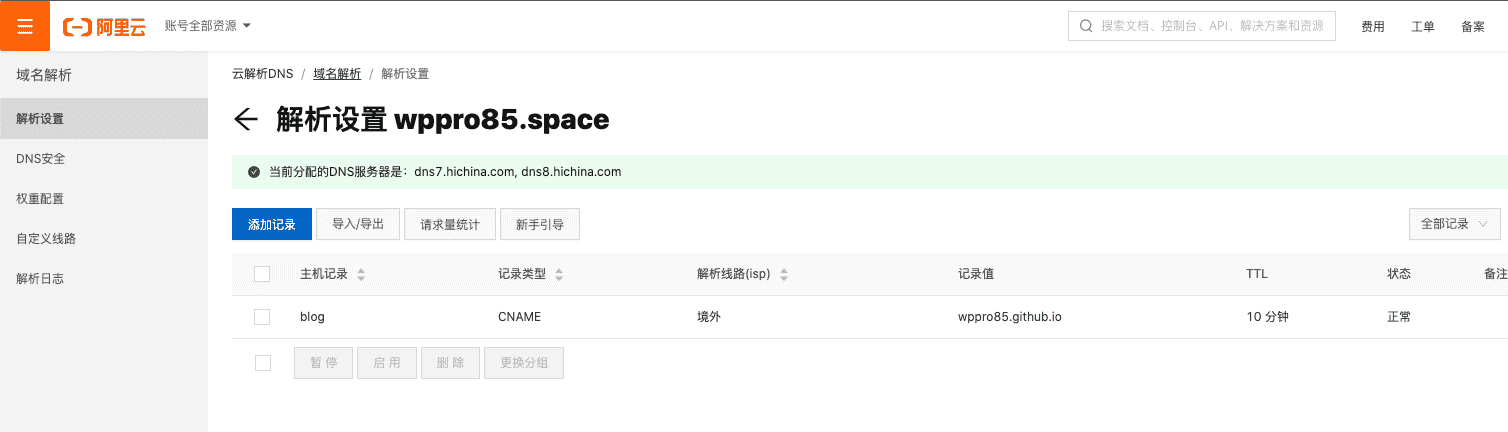 阿里云 账号全部资源 搜索文档、控制台、API、解决方案和资源 费用 工单 备案
域名解析
解析设置
DNS安全
权重配置
自定义线路
解析日志
云解析DNS / 域名解析 / 解析设置
解析设置 wppro85.space
当前分配的DNS服务器是：dns7.hichina.com, dns8.hichina.com
添加记录 导入/导出 请求量统计 新手引导 全部记录
主机记录 记录类型 解析线路(isp) 记录值 TTL 状态 备注
blog CNAME 境外 wppro85.github.io 10 分钟 正常
暂停 启用 删除 更换分组